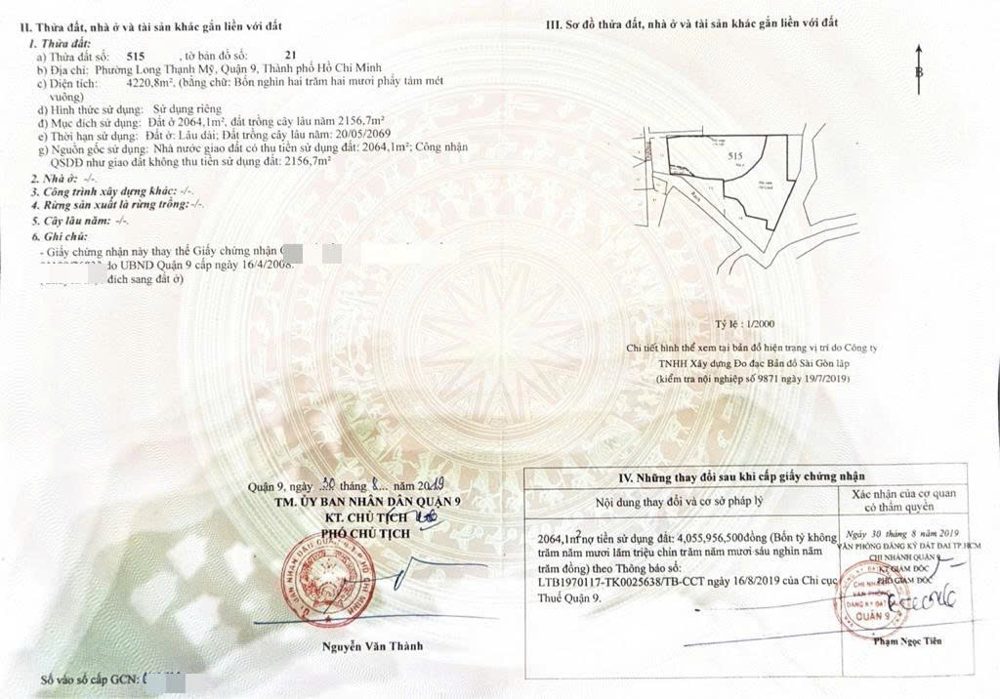 II. Thửa đất, nhà ở và tài sản khác gắn liền với đất
1. Thửa đất:
a) Thửa đất số: 515 , tờ bản đồ số: 21
b) Địa chỉ: Phường Long Thạnh Mỹ, Quận 9, Thành phố Hồ Chí Minh
c) Diện tích: 4220,8m², (bằng chữ: Bốn nghìn hai trăm hai mươi phẩy tám mét
vuông)
d) Hình thức sử dụng: Sử dụng riêng
đ) Mục đích sử dụng: Đất ở 2064,1m², đất trồng cây lâu năm 2156,7m²
e) Thời hạn sử dụng: Đất ở: Lâu dài; Đất trồng cây lâu năm: 20/05/2069
g) Nguồn gốc sử dụng: Nhà nước giao đất có thu tiền sử dụng đất: 2064,1m²; Công nhận
QSDĐ như giao đất không thu tiền sử dụng đất: 2156,7m²
2. Nhà ở: -/-.
3. Công trình xây dựng khác: -/-.
4. Rừng sản xuất là rừng trồng:-/-.
5. Cây lâu năm: -/-.
6. Ghi chú:
- Giấy chứng nhận này thay thế Giấy chứng nhận
do UBND Quận 9 cấp ngày 16/4/2008.
đích sang đất ở)
Quận 9, ngày 30 tháng 8 năm 2019
TM. ỦY BAN NHÂN DÂN QUẬN 9
KT. CHỦ TỊCH
PHÓ CHỦ TỊCH
Nguyễn Văn Thành
Số vào sổ cấp GCN:
III. Sơ đồ thửa đất, nhà ở và tài sản khác gắn liền với đất
B
515
Rạch
Tỷ lệ : 1/2000
Chi tiết hình thể xem tại bản đồ hiện trạng vị trí do Công ty
TNHH Xây dựng Đo đạc Bản đồ Sài Gòn lập
(kiểm tra nội nghiệp số 9871 ngày 19/7/2019)
IV. Những thay đổi sau khi cấp giấy chứng nhận
Nội dung thay đổi và cơ sở pháp lý
Xác nhận của cơ quan
có thẩm quyền
2064,1m² nợ tiền sử dụng đất: 4,055,956,500đồng (Bốn tỷ không
trăm năm mươi lăm triệu chín trăm năm mươi sáu nghìn năm
trăm đồng) theo Thông báo số:
LTB1970117-TK0025638/TB-CCT ngày 16/8/2019 của Chi cục
Thuế Quận 9.
Ngày 30 tháng 8 năm 2019
VĂN PHÒNG ĐĂNG KÝ ĐẤT ĐAI TP.HCM
CHI NHÁNH QUẬN 9
KT GIÁM ĐỐC
PHÓ GIÁM ĐỐC
CHI NHÁNH
VĂN PHÒNG
ĐĂNG KÝ ĐẤT
QUẬN 9
Phạm Ngọc Tiên